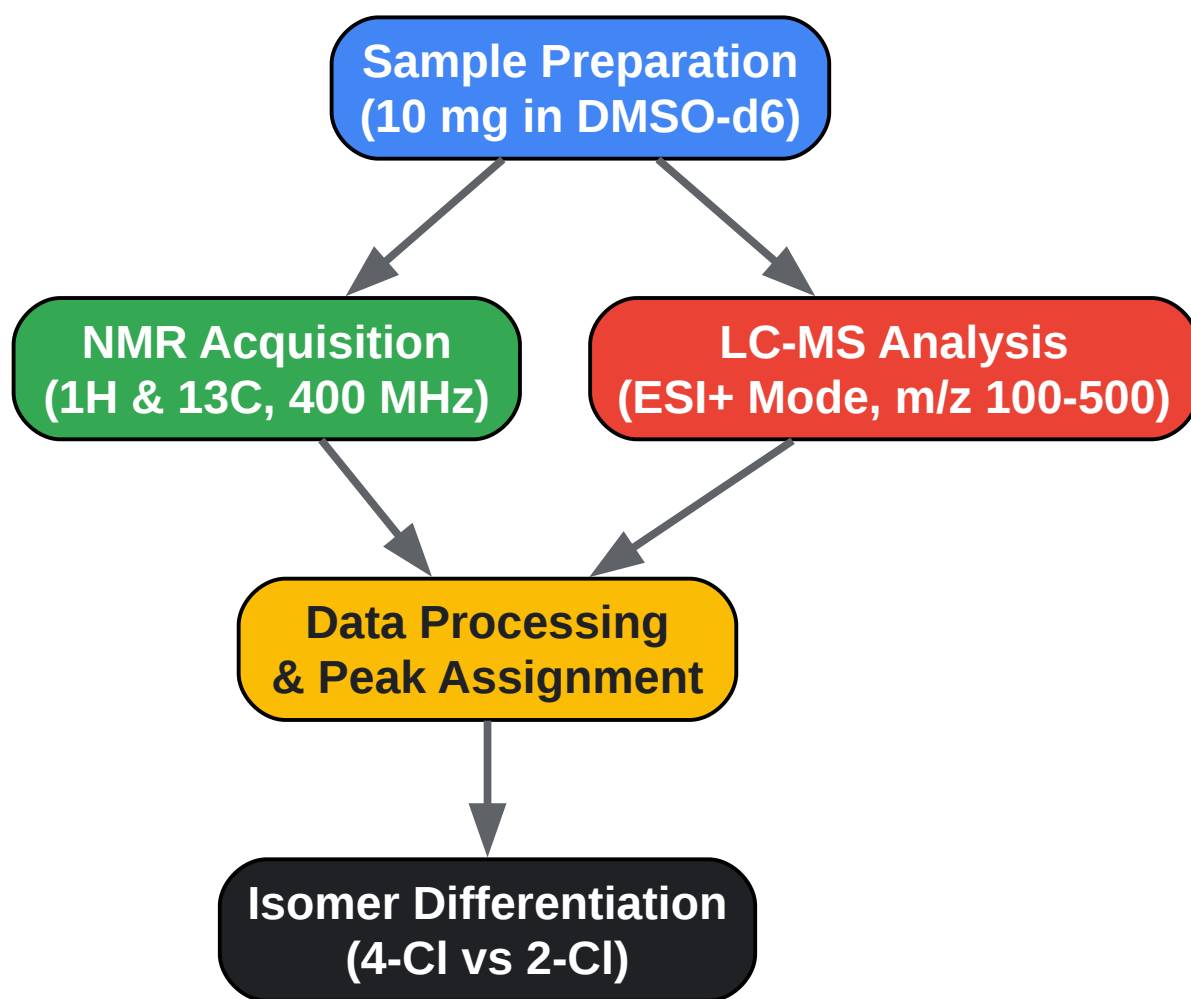 Sample Preparation
(10 mg in DMSO-d6)
NMR Acquisition
(1H & 13C, 400 MHz)
LC-MS Analysis
(ESI+ Mode, m/z 100-500)
Data Processing
& Peak Assignment
Isomer Differentiation
(4-Cl vs 2-Cl)